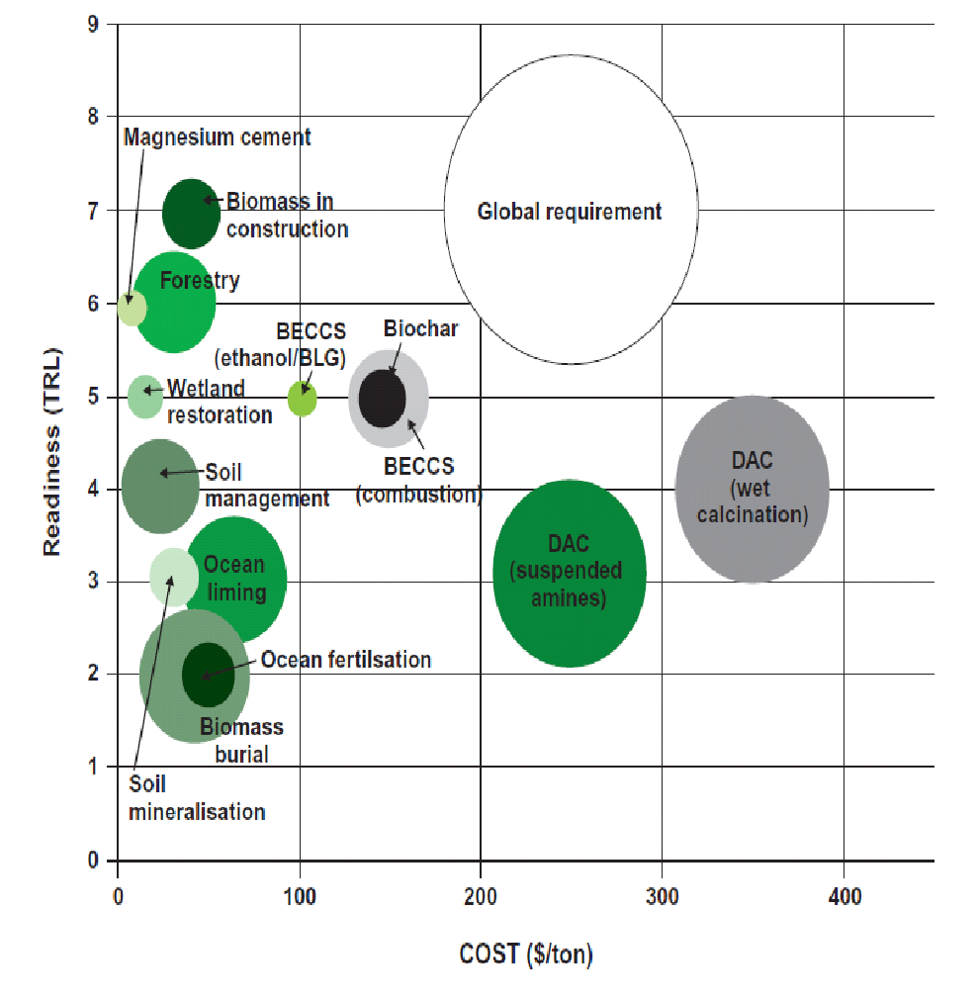 9
8
Magnesium cement
7
Biomass in
construction
Global requirement
Forestry
6
BECCS
(ethanol/BLG)
Biochar
Wetland
restoration
5
BECCS
(combustion)
Soil
management
4
DAC
(wet
calcination)
DAC
(suspended
amines)
Ocean
liming
3
Ocean fertilsation
2
Biomass
burial
1
Soil
mineralisation
0
Readiness (TRL)
0
100
200
300
400
COST ($/ton)